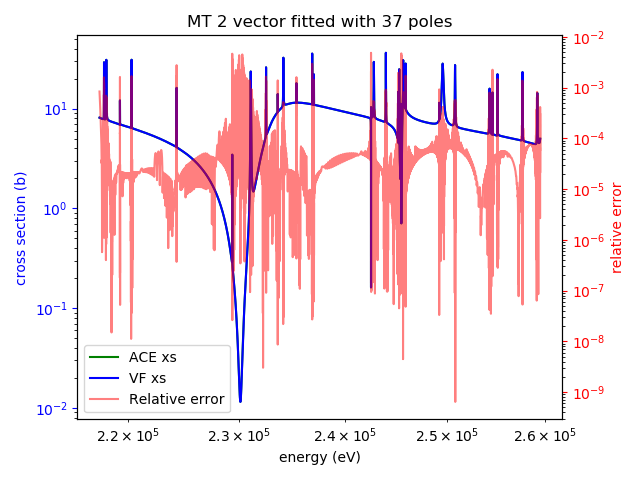 MT 2 vector fitted with 37 poles
10⁻²
10⁻³
10¹
10⁻⁴
10⁻⁵
10⁰
10⁻⁶
10⁻⁷
10⁻¹
10⁻⁸
10⁻⁹
10⁻²
cross section (b)
relative error
ACE xs
VF xs
Relative error
2.2 × 10⁵ 2.3 × 10⁵ 2.4 × 10⁵ 2.5 × 10⁵ 2.6 × 10⁵
energy (eV)